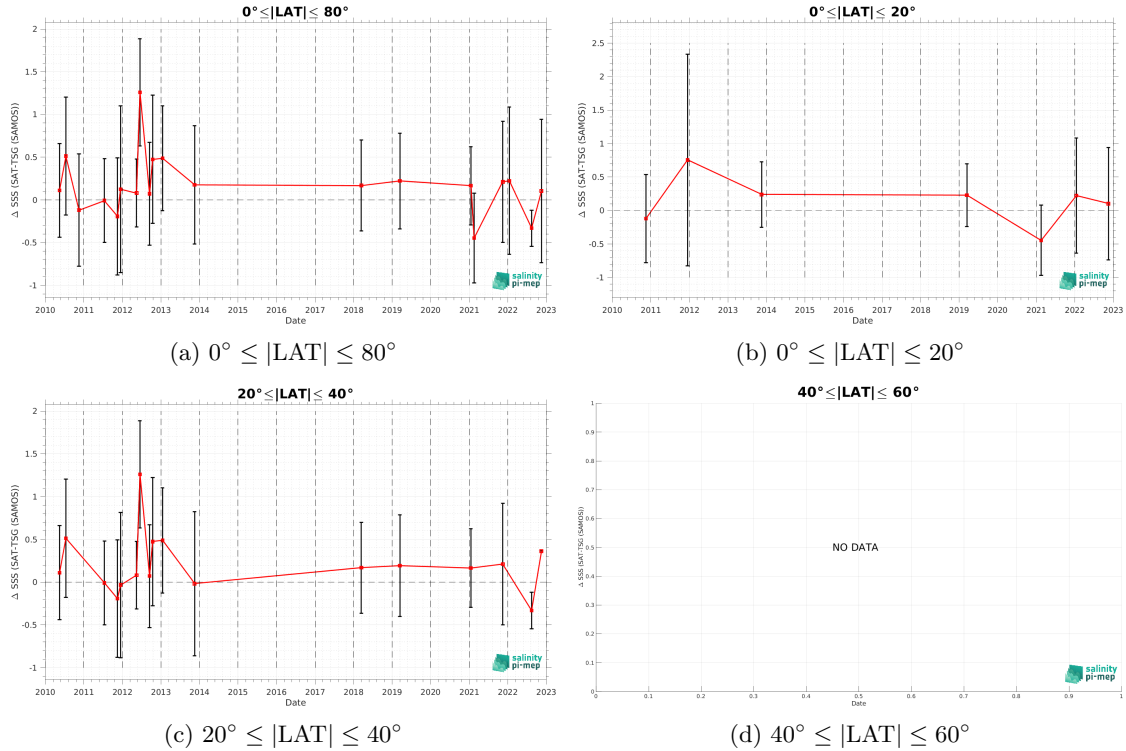 0°≤|LAT|≤ 80°
2
1.5
1
0.5
0
-0.5
-1
Δ SSS (SAT-TSG (SAMOS))
2010 2011 2012 2013 2014 2015 2016 2017 2018 2019 2020 2021 2022 2023
Date
salinity
pi-mep
(a) 0° ≤ |LAT| ≤ 80°
0°≤|LAT|≤ 20°
2.5
2
1.5
1
0.5
0
-0.5
-1
Δ SSS (SAT-TSG (SAMOS))
2010 2011 2012 2013 2014 2015 2016 2017 2018 2019 2020 2021 2022 2023
Date
salinity
pi-mep
(b) 0° ≤ |LAT| ≤ 20°
20°≤|LAT|≤ 40°
2
1.5
1
0.5
0
-0.5
-1
Δ SSS (SAT-TSG (SAMOS))
2010 2011 2012 2013 2014 2015 2016 2017 2018 2019 2020 2021 2022 2023
Date
salinity
pi-mep
(c) 20° ≤ |LAT| ≤ 40°
40°≤|LAT|≤ 60°
1
0.9
0.8
0.7
0.6
0.5
0.4
0.3
0.2
0.1
0
Δ SSS (SAT-TSG (SAMOS))
NO DATA
0 0.1 0.2 0.3 0.4 0.5 0.6 0.7 0.8 0.9 1
Date
salinity
pi-mep
(d) 40° ≤ |LAT| ≤ 60°